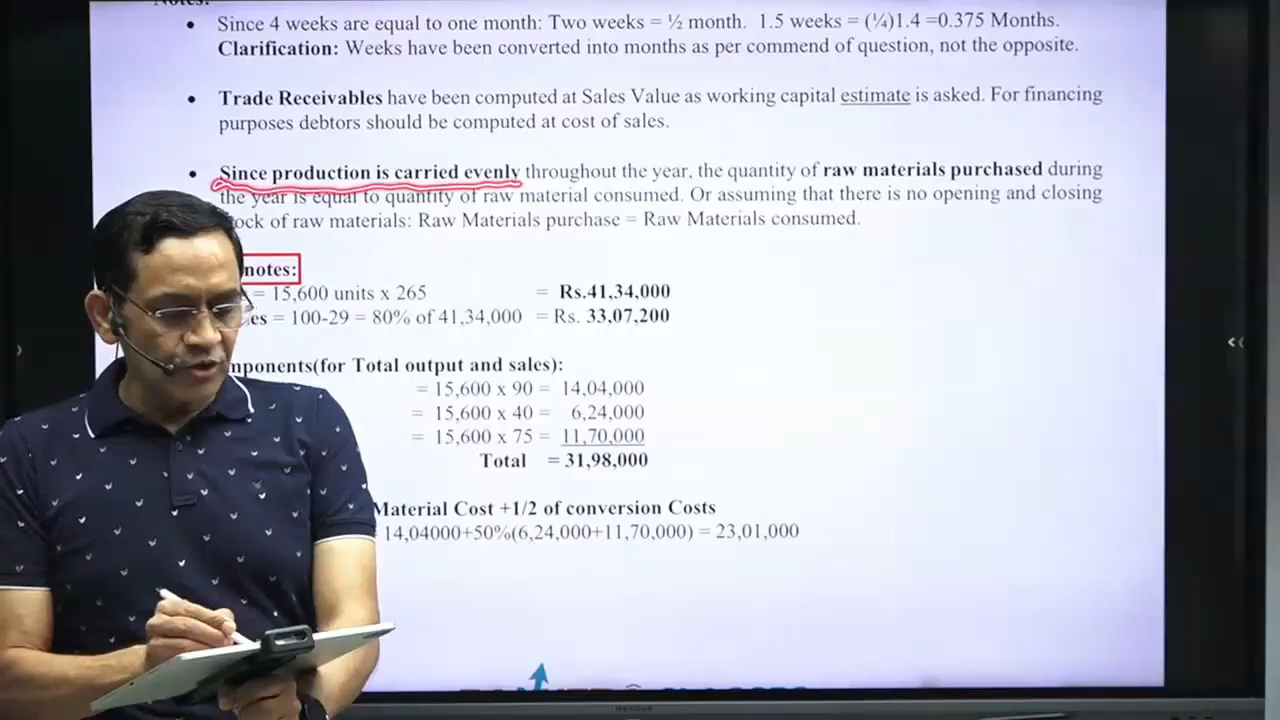 • Since 4 weeks are equal to one month: Two weeks = ½ month. 1.5 weeks = (¼)1.4 =0.375 Months.
Clarification: Weeks have been converted into months as per commend of question, not the opposite.
• Trade Receivables have been computed at Sales Value as working capital estimate is asked. For financing
purposes debtors should be computed at cost of sales.
• Since production is carried evenly throughout the year, the quantity of raw materials purchased during
the year is equal to quantity of raw material consumed. Or assuming that there is no opening and closing
ock of raw materials: Raw Materials purchase = Raw Materials consumed.
notes:
= 15,600 units x 265 = Rs.41,34,000
es = 100-29 = 80% of 41,34,000 = Rs. 33,07,200
mponents(for Total output and sales):
= 15,600 x 90 = 14,04,000
= 15,600 x 40 = 6,24,000
= 15,600 x 75 = 11,70,000
Total = 31,98,000
Material Cost +1/2 of conversion Costs
14,04000+50%(6,24,000+11,70,000) = 23,01,000